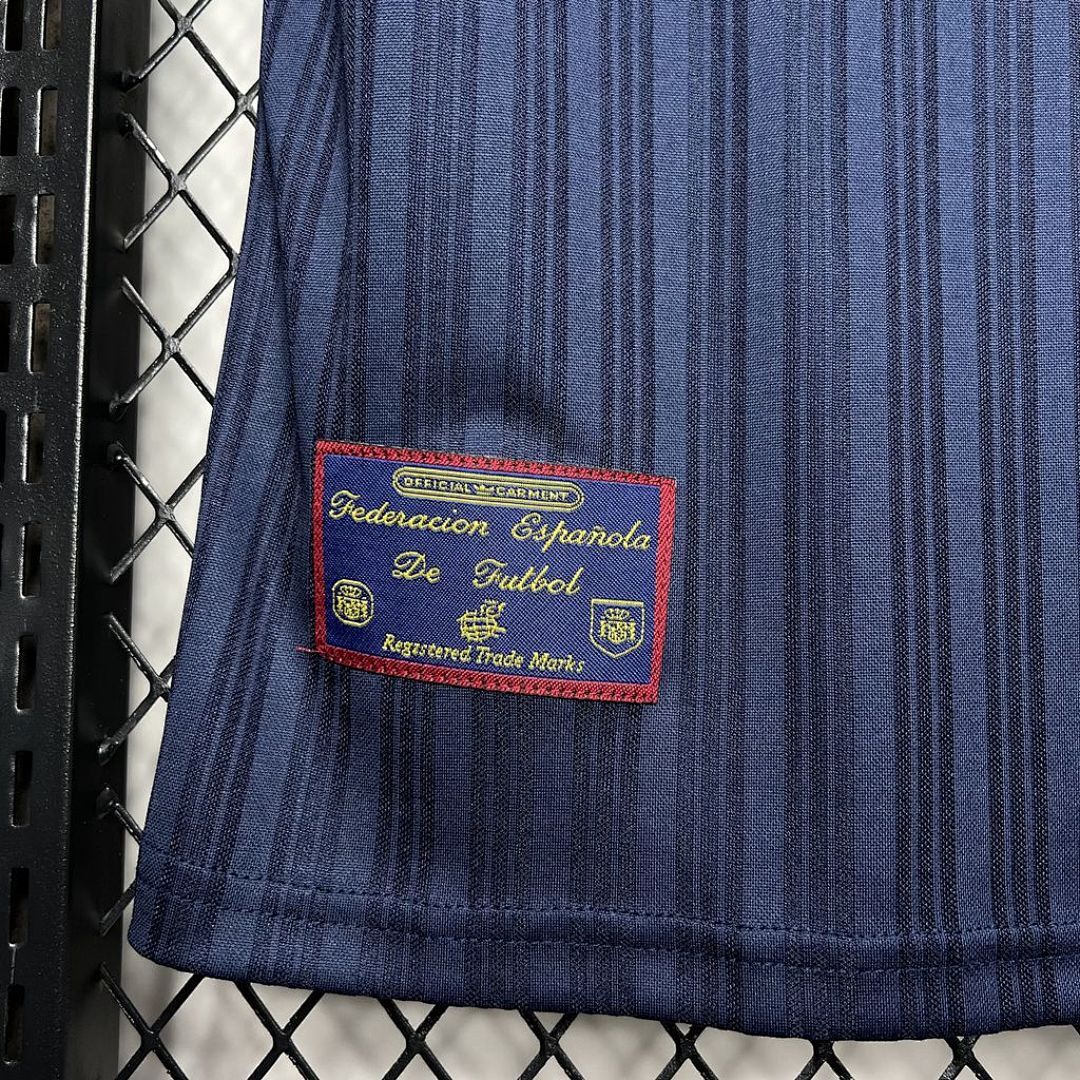 OFFICIAL GARMENT
Federacion Española
De Futbol
Registered Trade Marks